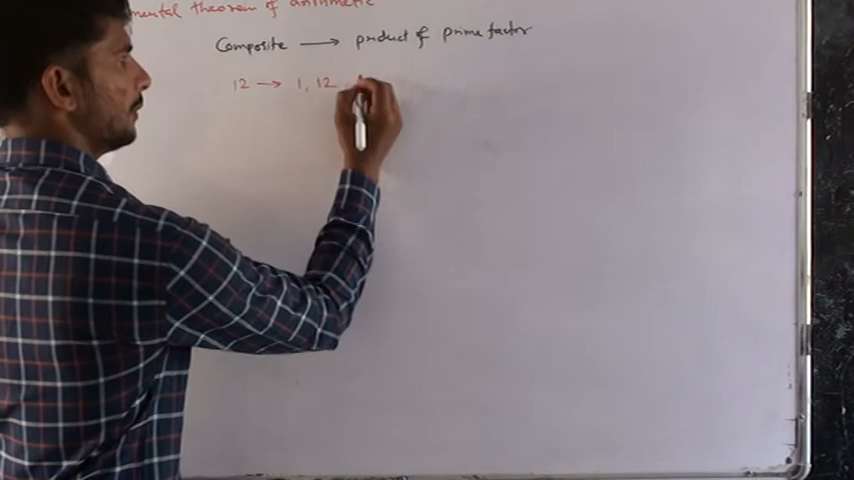 mental theorem of arithmetic
Composite → product of prime factor
12 → 1, 12